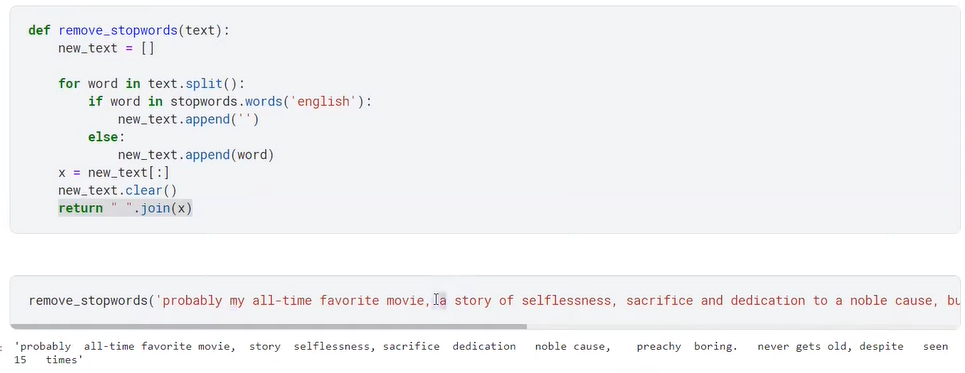 def remove_stopwords(text):
    new_text = []

    for word in text.split():
        if word in stopwords.words('english'):
            new_text.append('')
        else:
            new_text.append(word)
    x = new_text[:]
    new_text.clear()
    return " ".join(x)
remove_stopwords('probably my all-time favorite movie, a story of selflessness, sacrifice and dedication to a noble cause, bu
: 'probably  all-time favorite movie,  story  selflessness, sacrifice  dedication   noble cause,    preachy  boring.   never gets old, despite   seen
15   times'